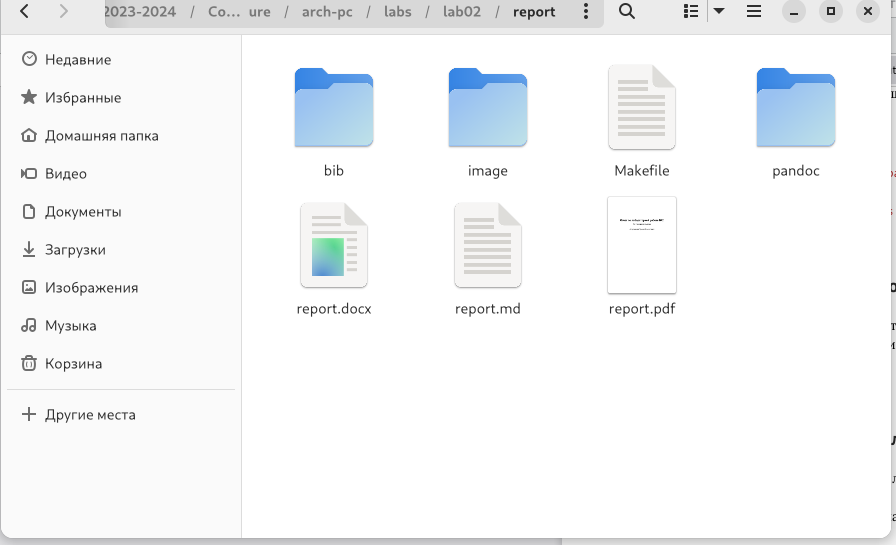 2023-2024 / Co... ure / arch-pc / labs / lab02 / report
Недавние
Избранные
Домашняя папка
Видео
Документы
Загрузки
Изображения
Музыка
Корзина
Другие места
bib
image
Makefile
pandoc
report.docx
report.md
report.pdf